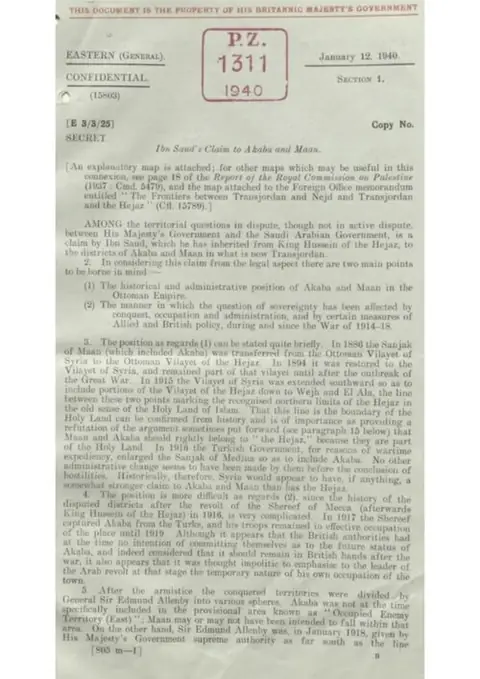 THIS DOCUMENT IS THE PROPERTY OF HIS BRITANNIC MAJESTY'S GOVERNMENT
P.Z.
1311
1940
EASTERN (General).
January 12, 1940.
CONFIDENTIAL.
Section 1.
(15803)
[E 3/3/25]
Copy No.
SECRET
Ibn Saud's Claim to Akaba and Maan.
[An explanatory map is attached; for other maps which may be useful in this
connexion, see page 18 of the Report of the Royal Commission on Palestine
(1937: Cmd. 5479), and the map attached to the Foreign Office memorandum
entitled "The Frontiers between Transjordan and Nejd and Transjordan
and the Hejaz" (Cfl. 15789).]
AMONG the territorial questions in dispute, though not in active dispute,
between His Majesty's Government and the Saudi Arabian Government, is a
claim by Ibn Saud, which he has inherited from King Hussein of the Hejaz, to
the districts of Akaba and Maan in what is now Transjordan.
2. In considering this claim from the legal aspect there are two main points
to be borne in mind:—
(1) The historical and administrative position of Akaba and Maan in the
Ottoman Empire.
(2) The manner in which the question of sovereignty has been affected by
conquest, occupation and administration, and by certain measures of
Allied and British policy, during and since the War of 1914-18.
3. The position as regards (1) can be stated quite briefly. In 1886 the Sanjak
of Maan (which included Akaba) was transferred from the Ottoman Vilayet of
Syria to the Ottoman Vilayet of the Hejaz. In 1894 it was restored to the
Vilayet of Syria, and remained part of that vilayet until after the outbreak of
the Great War. In 1915 the Vilayet of Syria was extended southward so as to
include portions of the Vilayet of the Hejaz down to Wejh and El Ala, the line
between these two points marking the recognised northern limits of the Hejaz in
the old sense of the Holy Land of Islam. That this line is the boundary of the
Holy Land can be confirmed from history and is of importance as providing a
refutation of the argument sometimes put forward (see paragraph 15 below) that
Maan and Akaba should rightly belong to "the Hejaz," because they are part
of the Holy Land. In 1916 the Turkish Government, for reasons of wartime
expediency, enlarged the Sanjak of Medina so as to include Akaba. No other
administrative change seems to have been made by them before the conclusion of
hostilities. Historically, therefore, Syria would appear to have, if anything, a
somewhat stronger claim to Akaba and Maan than has the Hejaz.
4. The position is more difficult as regards (2), since the history of the
disputed districts after the revolt of the Shereef of Mecca (afterwards
King Hussein of the Hejaz) in 1916, is very complicated. In 1917 the Shereef
captured Akaba from the Turks, and his troops remained in effective occupation
of the place until 1919. Although it appears that the British authorities had
at the time no intention of committing themselves as to the future status of
Akaba, and indeed considered that it should remain in British hands after the
war, it also appears that it was thought impolitic to emphasise to the leader of
the Arab revolt at that stage the temporary nature of his own occupation of the
town.
5. After the armistice the conquered territories were divided by
General Sir Edmund Allenby into various spheres. Akaba was not at the time
specifically included in the provisional area known as "Occupied Enemy
Territory (East)"; Maan may or may not have been intended to fall within that
area. On the other hand, Sir Edmund Allenby was, in January 1918, given by
His Majesty's Government supreme authority as far south as the line
[805 m—1]
B